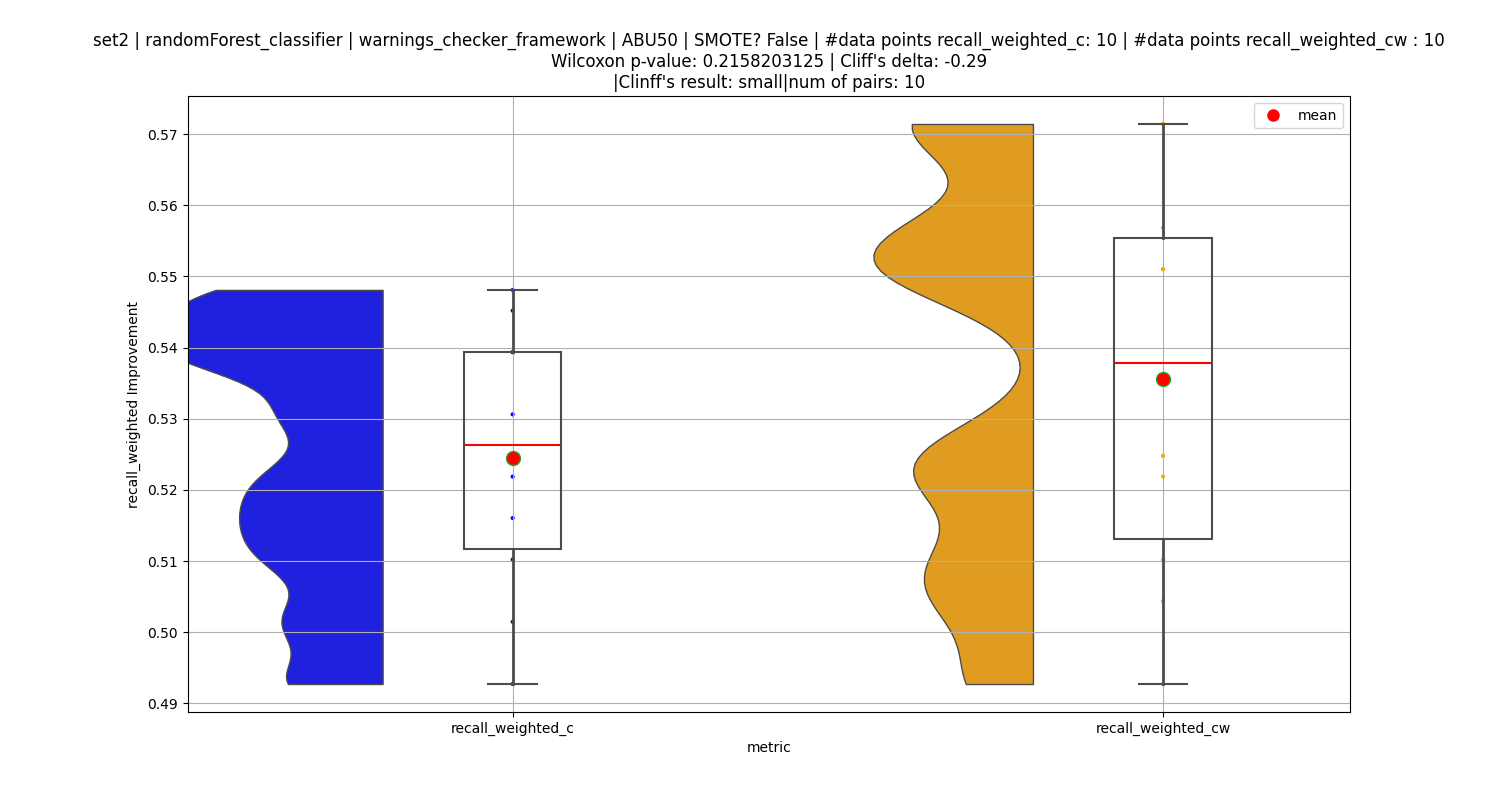 set2 | randomForest_classifier | warnings_checker_framework | ABU50 | SMOTE? False | #data points recall_weighted_c: 10 | #data points recall_weighted_cw : 10
Wilcoxon p-value: 0.2158203125 | Cliff's delta: -0.29
|Clinff's result: small|num of pairs: 10
mean
0.57
0.56
0.55
0.54
0.53
0.52
0.51
0.50
0.49
recall_weighted Improvement
recall_weighted_c
recall_weighted_cw
metric